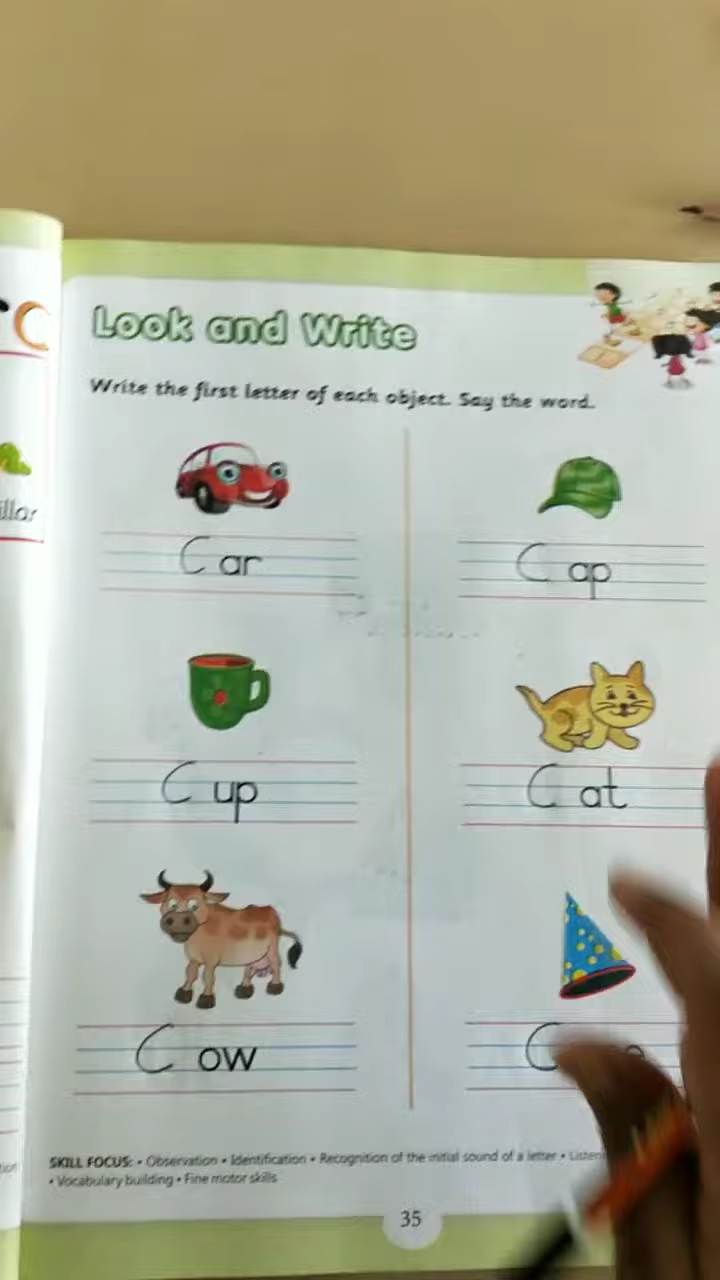 C
Look and Write
Write the first letter of each object. Say the word.
Car
Cap
illar
Cup
Cat
Cow
C
SKILL FOCUS: • Observation • Identification • Recognition of the initial sound of a letter •
• Vocabulary building • Fine motor skills
35